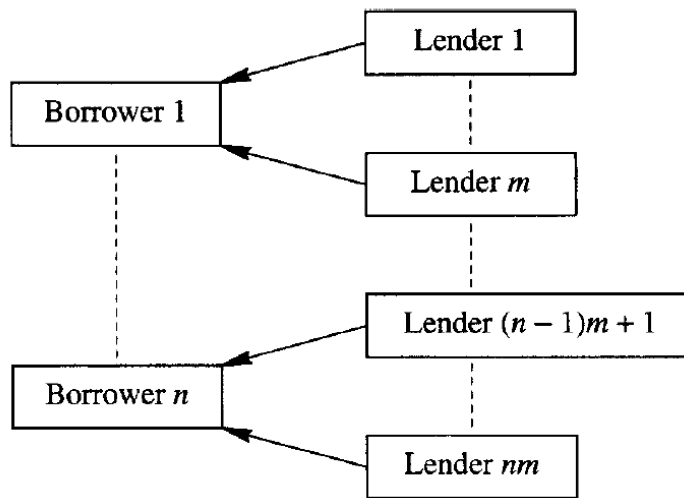 Lender 1
Borrower 1
Lender m
Lender (n − 1)m + 1
Borrower n
Lender nm